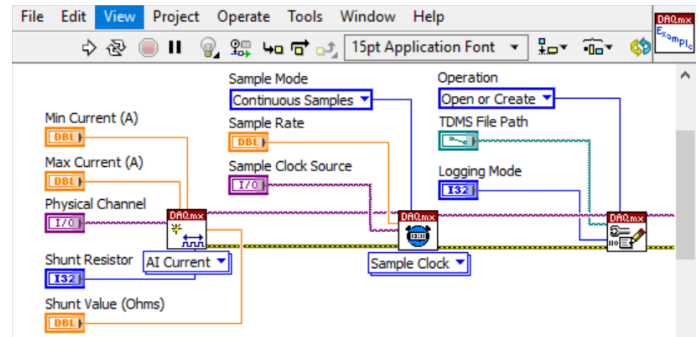 File Edit View Project Operate Tools Window Help
15pt Application Font
DAQmx
Example
Sample Mode
Continuous Samples
Operation
Open or Create
Min Current (A)
DBL
Sample Rate
DBL
TDMS File Path
Max Current (A)
DBL
Sample Clock Source
I/O
Logging Mode
I32
Physical Channel
I/O
DAQmx
DAQmx
DAQmx
Shunt Resistor
I32
AI Current
Sample Clock
Shunt Value (Ohms)
DBL